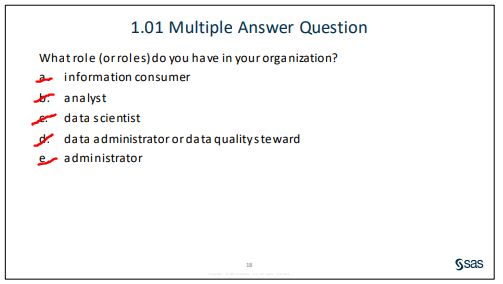 1.01 Multiple Answer Question
What role (or roles) do you have in your organization?
a. information consumer
b. analyst
c. data scientist
d. data administrator or data quality steward
e. administrator
18
sas